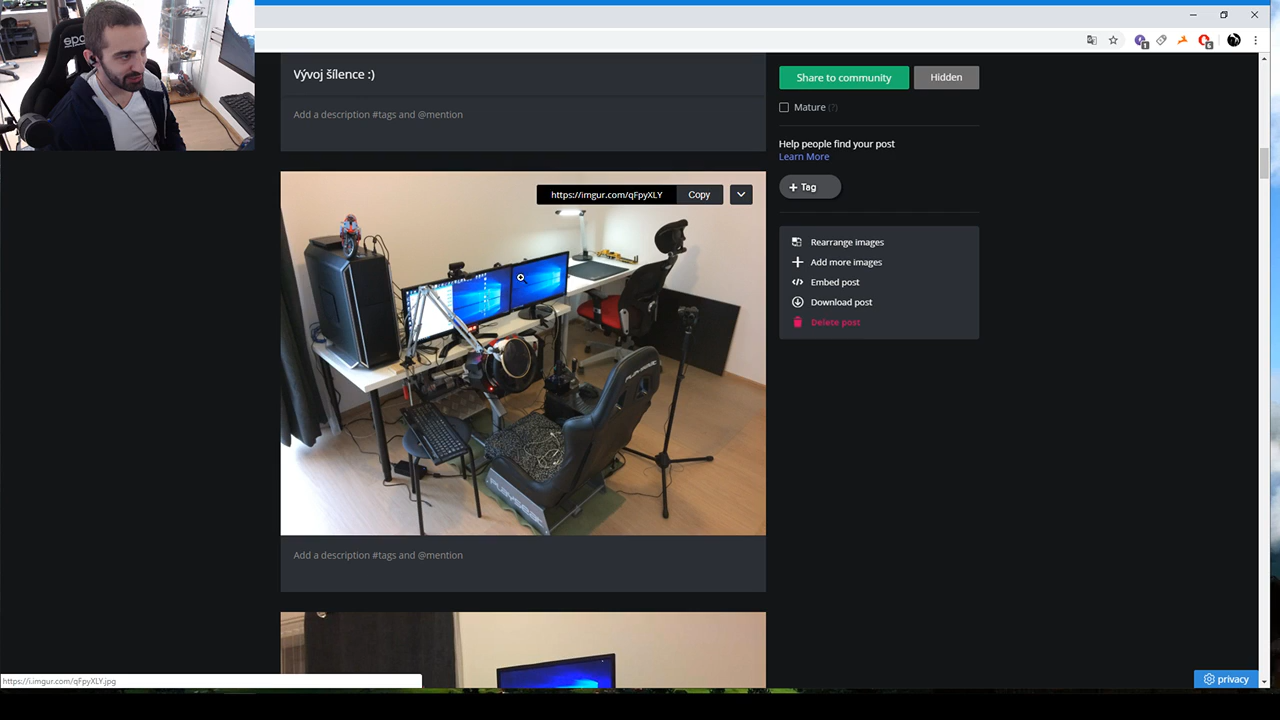 Vývoj šílence :)
Add a description #tags and @mention
Share to community
Hidden
Mature (?)
Help people find your post
Learn More
+ Tag
https://imgur.com/qFpyXLY
Copy
Rearrange images
Add more images
Embed post
Download post
Delete post
PLAYSEAT
PLAYSEAT
Add a description #tags and @mention
https://i.imgur.com/qFpyXLY.jpg
privacy